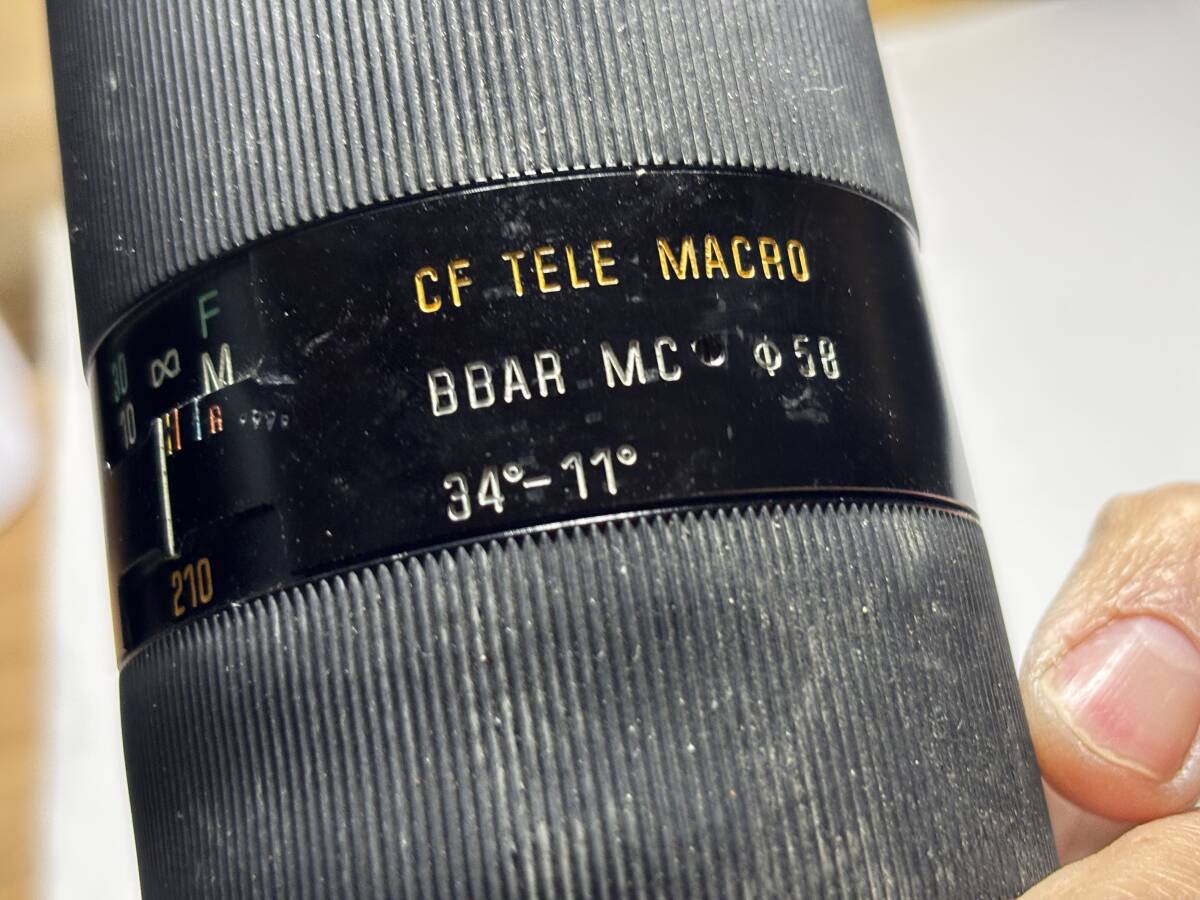 CF TELE MACRO
BBAR MC Φ58
34°-11°
F
30 ∞ M
10
R
210